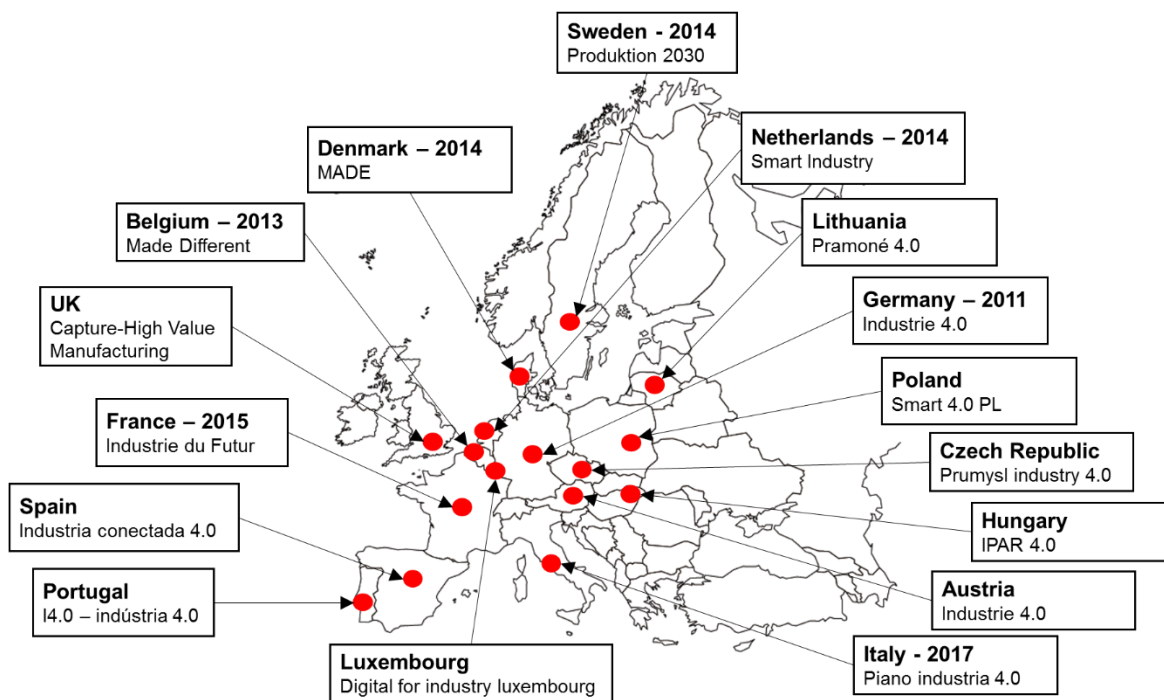 Sweden - 2014
Produktion 2030
Denmark – 2014
MADE
Netherlands – 2014
Smart Industry
Belgium – 2013
Made Different
Lithuania
Pramoné 4.0
UK
Capture-High Value
Manufacturing
Germany – 2011
Industrie 4.0
Poland
Smart 4.0 PL
France – 2015
Industrie du Futur
Czech Republic
Prumysl industry 4.0
Spain
Industria conectada 4.0
Hungary
IPAR 4.0
Portugal
I4.0 – indústria 4.0
Austria
Industrie 4.0
Luxembourg
Digital for industry luxembourg
Italy - 2017
Piano industria 4.0